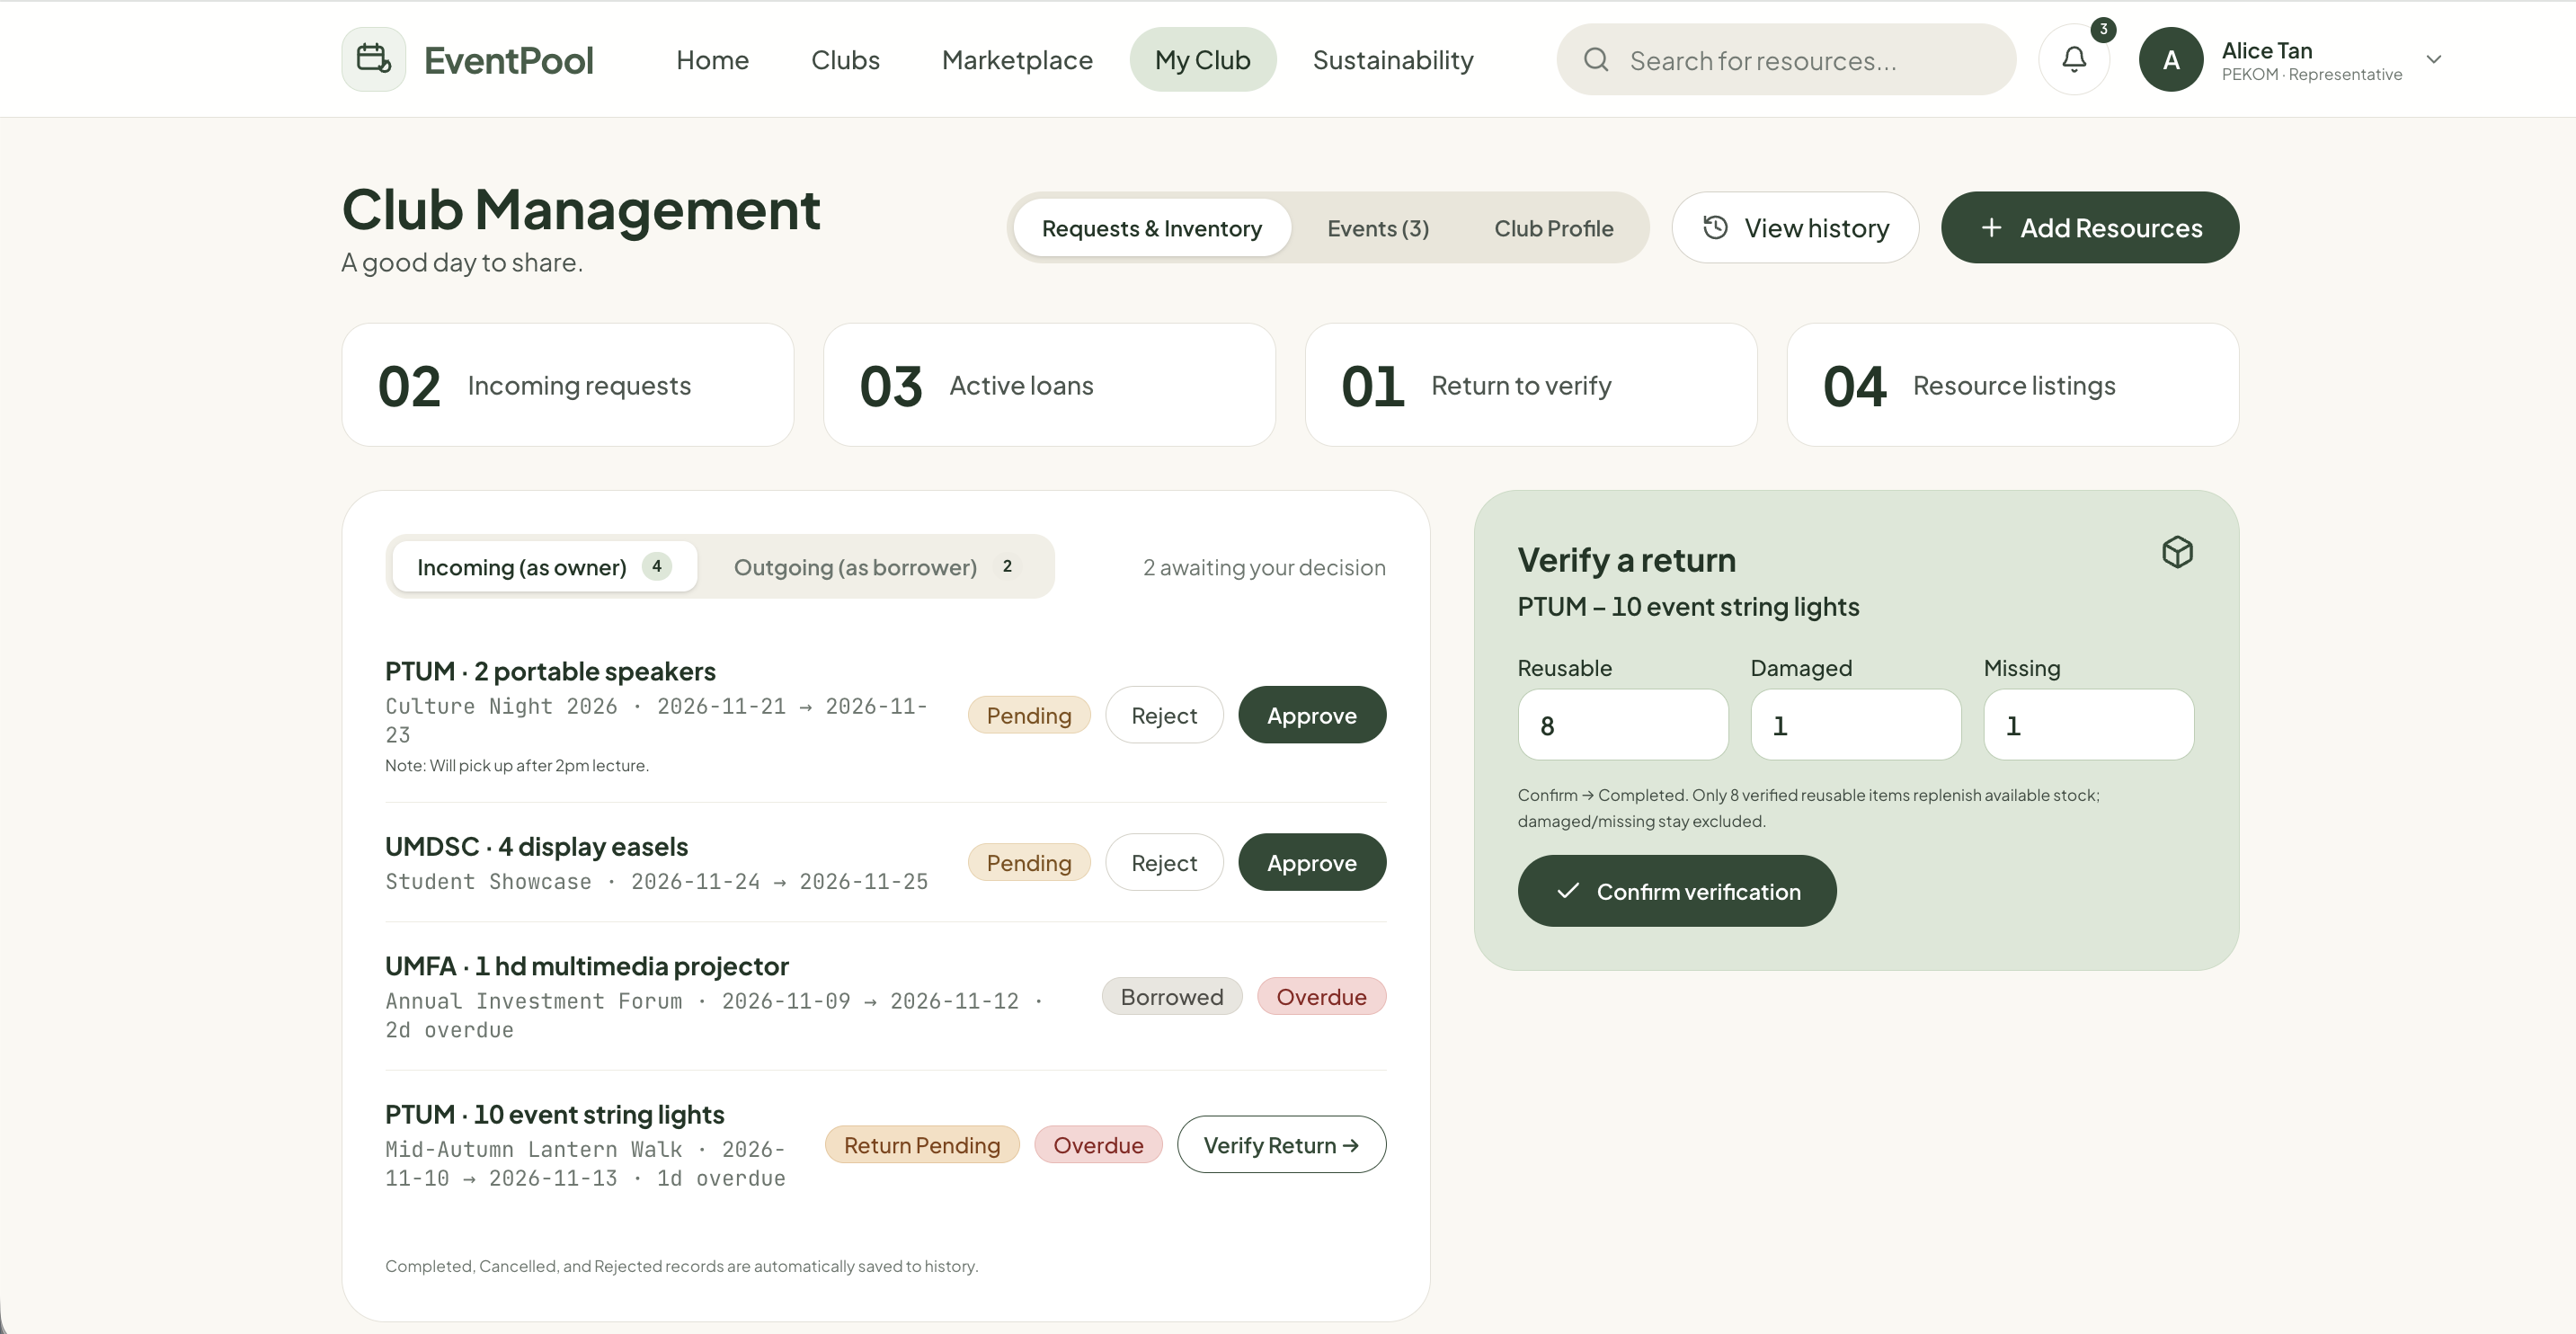 EventPool
Home
Clubs
Marketplace
My Club
Sustainability
Search for resources...
3
A
Alice Tan
PEKOM · Representative
Club Management
A good day to share.
Requests & Inventory
Events (3)
Club Profile
View history
+ Add Resources
02 Incoming requests
03 Active loans
01 Return to verify
04 Resource listings
Incoming (as owner) 4
Outgoing (as borrower) 2
2 awaiting your decision
PTUM · 2 portable speakers
Culture Night 2026 · 2026-11-21 → 2026-11-
23
Note: Will pick up after 2pm lecture.
Pending
Reject
Approve
UMDSC · 4 display easels
Student Showcase · 2026-11-24 → 2026-11-25
Pending
Reject
Approve
UMFA · 1 hd multimedia projector
Annual Investment Forum · 2026-11-09 → 2026-11-12 ·
2d overdue
Borrowed
Overdue
PTUM · 10 event string lights
Mid-Autumn Lantern Walk · 2026-
11-10 → 2026-11-13 · 1d overdue
Return Pending
Overdue
Verify Return →
Completed, Cancelled, and Rejected records are automatically saved to history.
Verify a return
PTUM – 10 event string lights
Reusable
Damaged
Missing
8
1
1
Confirm → Completed. Only 8 verified reusable items replenish available stock;
damaged/missing stay excluded.
Confirm verification